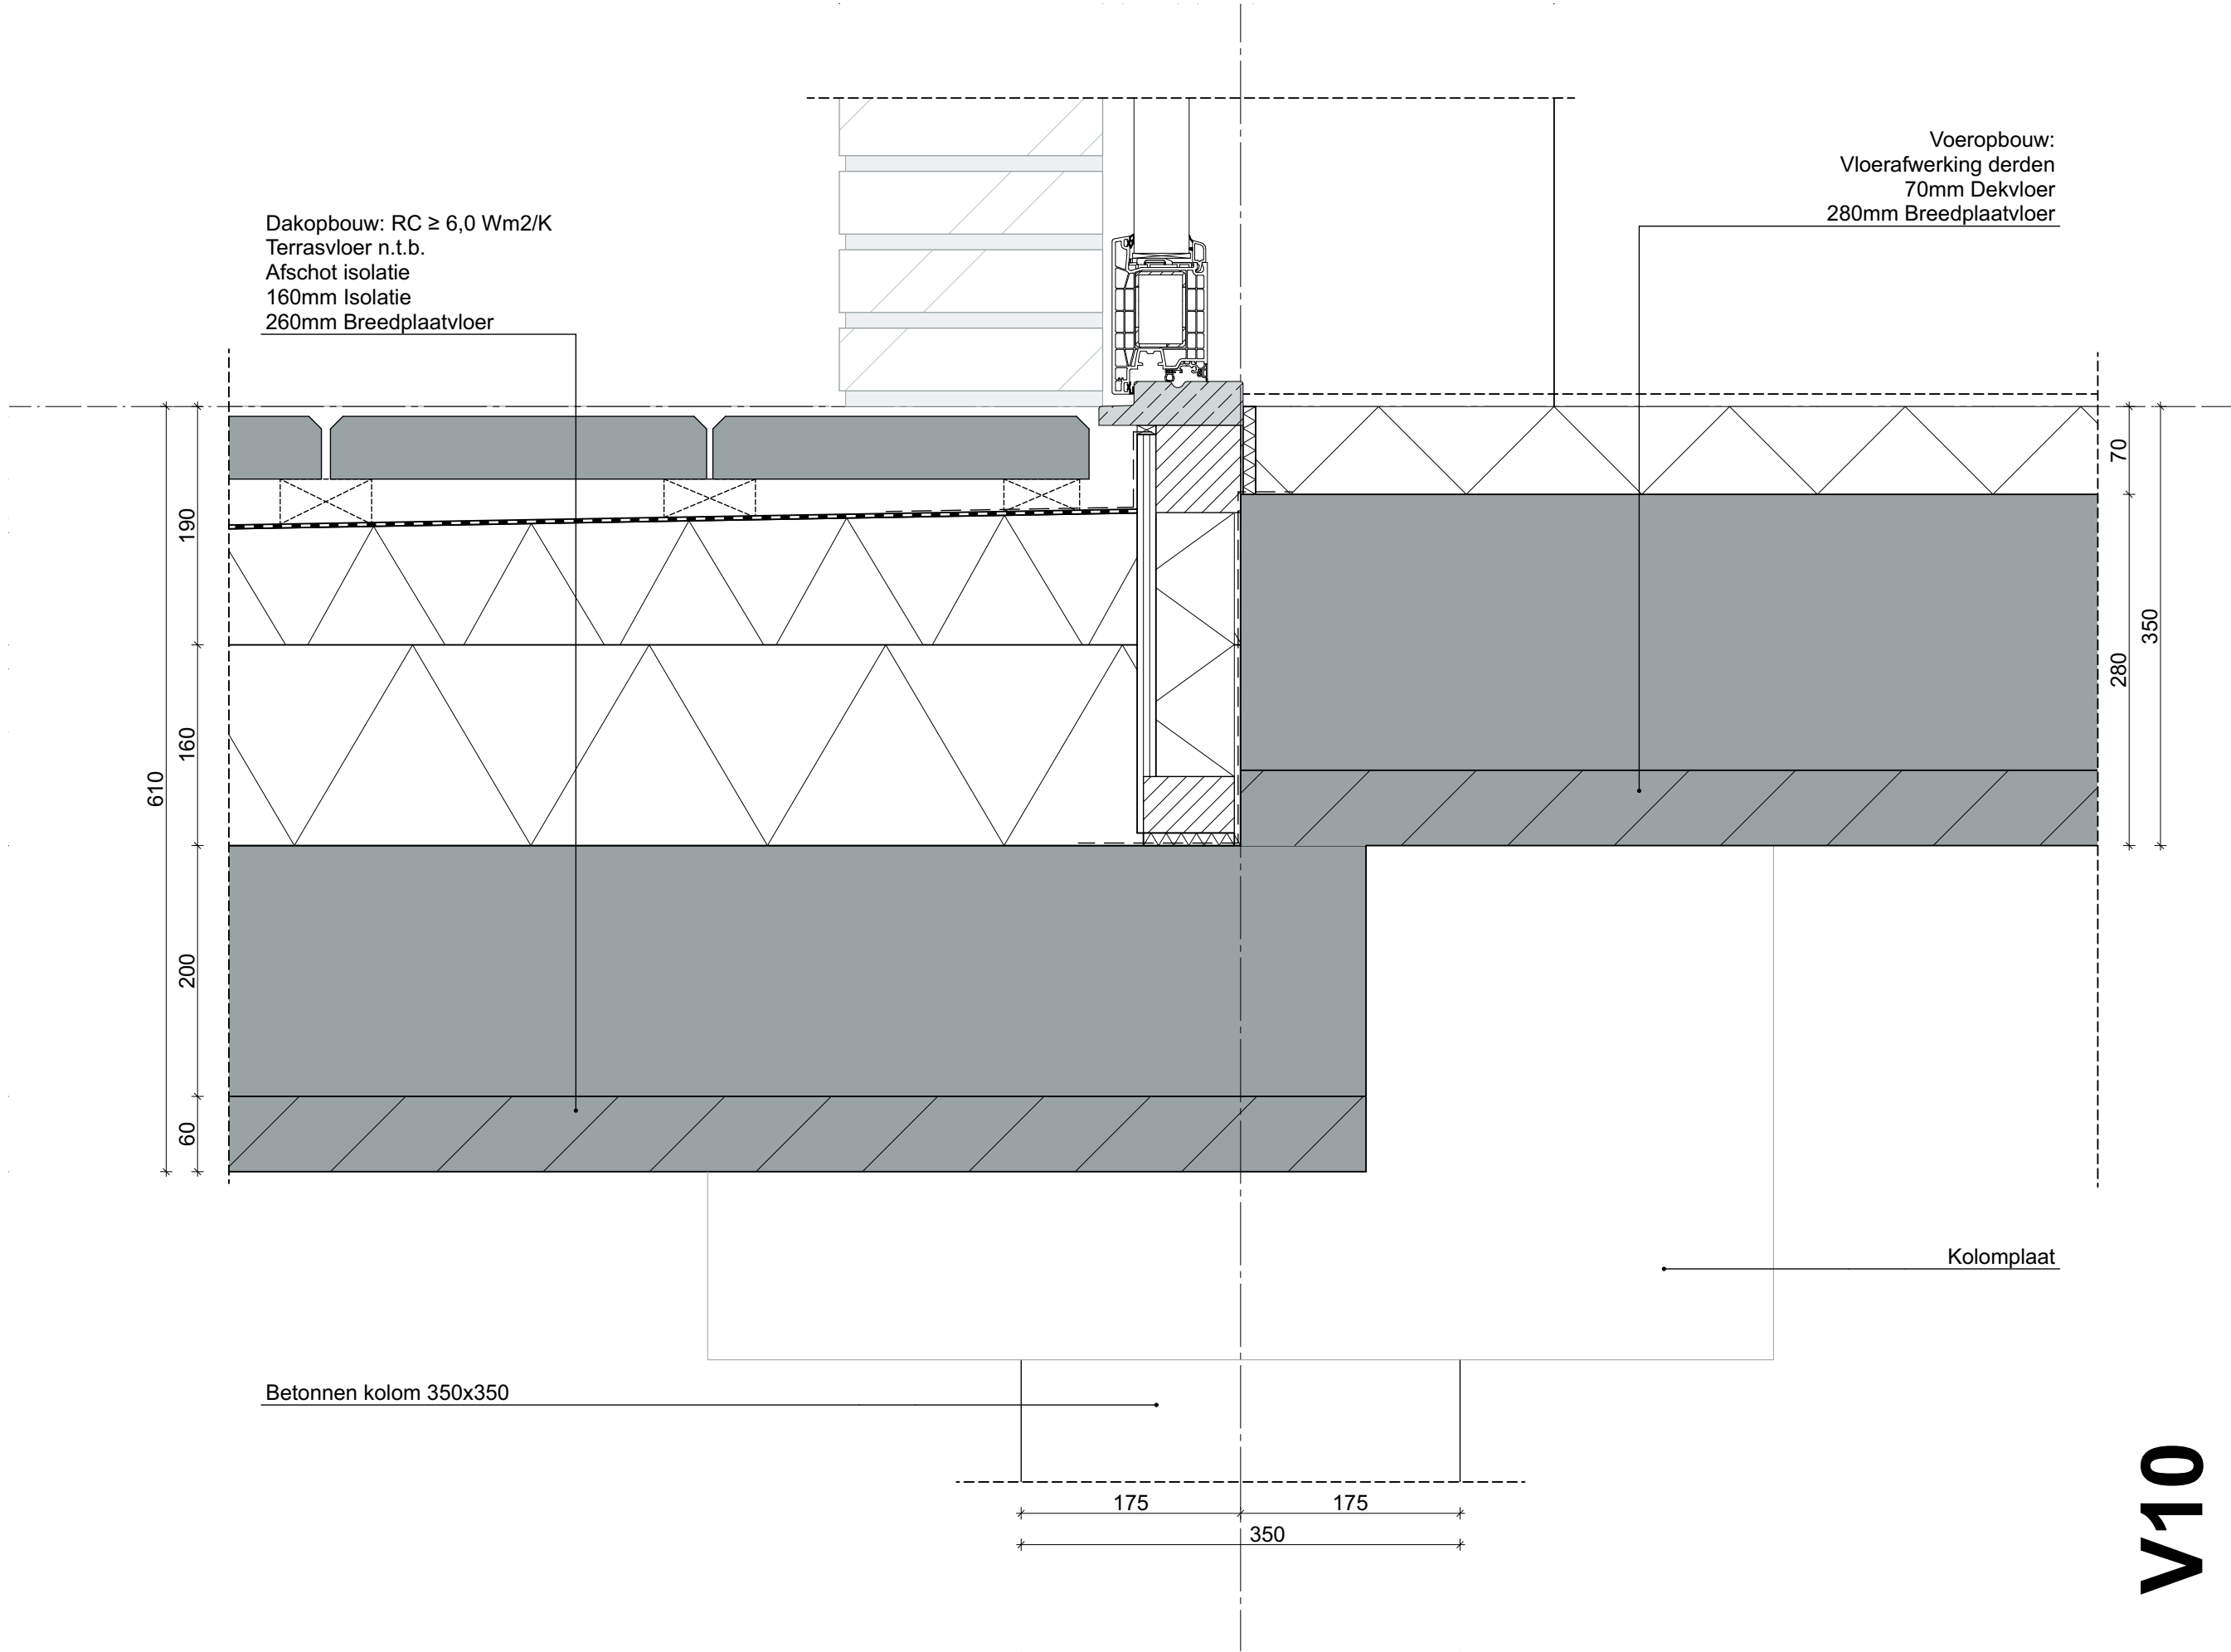 Voeropbouw:
Vloerafwerking derden
70mm Dekvloer
280mm Breedplaatvloer
Dakopbouw: RC ≥ 6,0 Wm2/K
Terrasvloer n.t.b.
Afschot isolatie
160mm Isolatie
260mm Breedplaatvloer
70
190
350
280
160
610
200
60
Kolomplaat
Betonnen kolom 350x350
175
175
350
V10